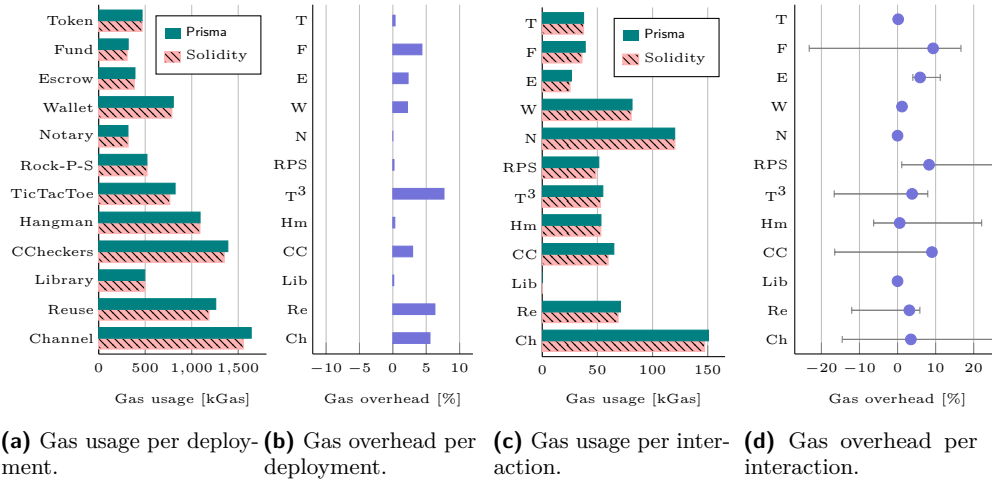 Token
Fund
Escrow
Wallet
Notary
Rock-P-S
TicTacToe
Hangman
CCheckers
Library
Reuse
Channel
Prisma
Solidity
0 500 1,000 1,500
Gas usage [kGas]
(a) Gas usage per deploy-
ment.
T
F
E
W
N
RPS
T³
Hm
CC
Lib
Re
Ch
−10 −5 0 5 10
Gas overhead [%]
(b) Gas overhead per
deployment.
T
F
E
W
N
RPS
T³
Hm
CC
Lib
Re
Ch
Prisma
Solidity
0 50 100 150
Gas usage [kGas]
(c) Gas usage per inter-
action.
T
F
E
W
N
RPS
T³
Hm
CC
Lib
Re
Ch
−20 −10 0 10 20
Gas overhead [%]
(d) Gas overhead per
interaction.